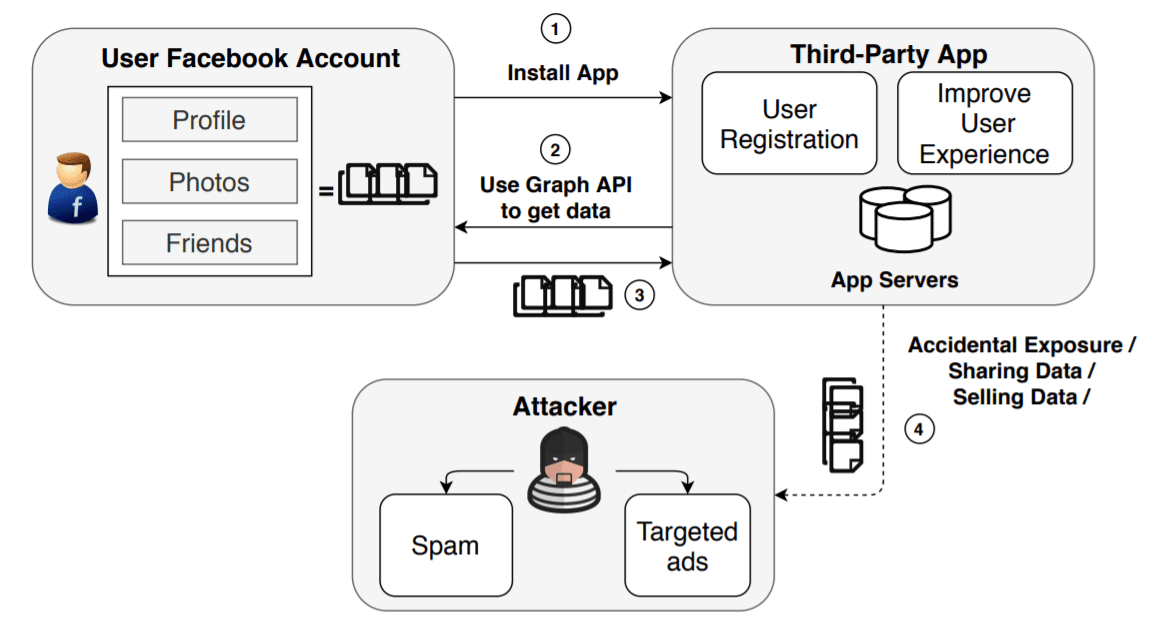 1
Install App
User Facebook Account
Profile
Photos
Friends
f
=
2
Use Graph API
to get data
3
Third-Party App
User
Registration
Improve
User
Experience
App Servers
Accidental Exposure /
Sharing Data /
Selling Data /
4
Attacker
Spam
Targeted
ads